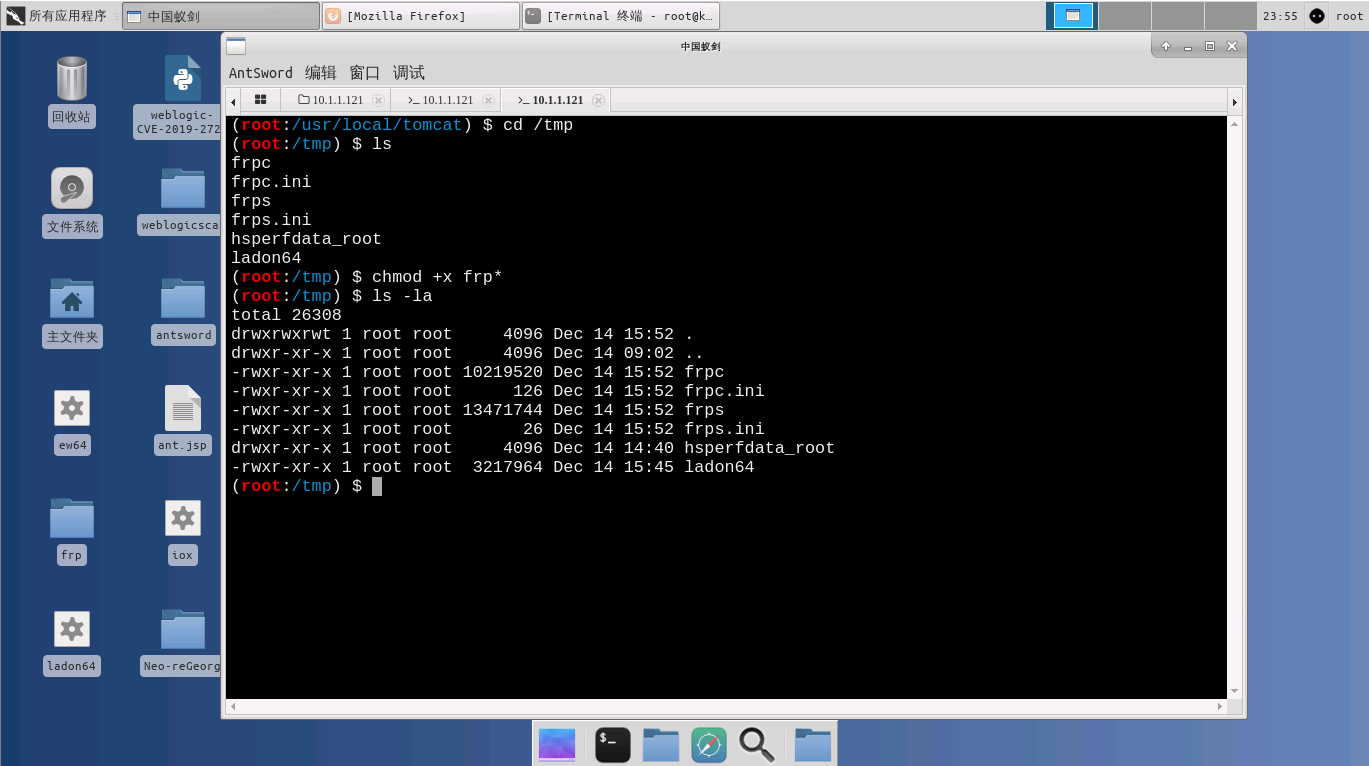 所有应用程序 中国蚁剑 [Mozilla Firefox] [Terminal 终端 - root@k… 23:55 root
中国蚁剑
AntSword 编辑 窗口 调试
10.1.1.121 10.1.1.121 10.1.1.121
(root:/usr/local/tomcat) $ cd /tmp
(root:/tmp) $ ls
frpc
frpc.ini
frps
frps.ini
hsperfdata_root
ladon64
(root:/tmp) $ chmod +x frp*
(root:/tmp) $ ls -la
total 26308
drwxrwxrwt 1 root root     4096 Dec 14 15:52 .
drwxr-xr-x 1 root root     4096 Dec 14 09:02 ..
-rwxr-xr-x 1 root root 10219520 Dec 14 15:52 frpc
-rwxr-xr-x 1 root root      126 Dec 14 15:52 frpc.ini
-rwxr-xr-x 1 root root 13471744 Dec 14 15:52 frps
-rwxr-xr-x 1 root root       26 Dec 14 15:52 frps.ini
drwxr-xr-x 1 root root     4096 Dec 14 14:40 hsperfdata_root
-rwxr-xr-x 1 root root  3217964 Dec 14 15:45 ladon64
(root:/tmp) $
回收站
weblogic-
CVE-2019-272
文件系统
weblogicsca
主文件夹
antsword
ew64
ant.jsp
frp
iox
ladon64
Neo-reGeorg
$-